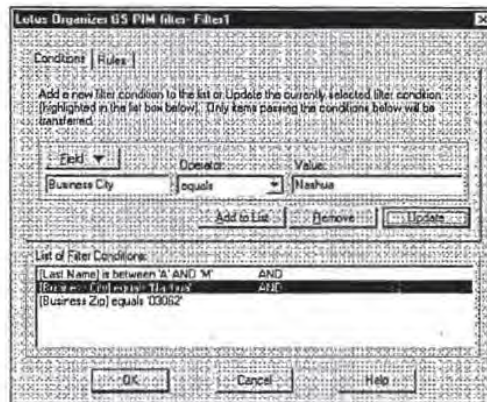 Lotus Organizer GS PIM filter- Filter1
Conditions Rules
Add a new filter condition to the list or Update the currently selected filter condition
(highlighted in the list box below). Only items passing the conditions below will be
transferred.
Field Operator: Value:
Business City equals Nashua
Add to List Remove Update
List of Filter Conditions:
[Last Name] is between 'A' AND 'M' AND
[Business City] equals 'Nashua' AND
[Business Zip] equals '03062'
OK Cancel Help